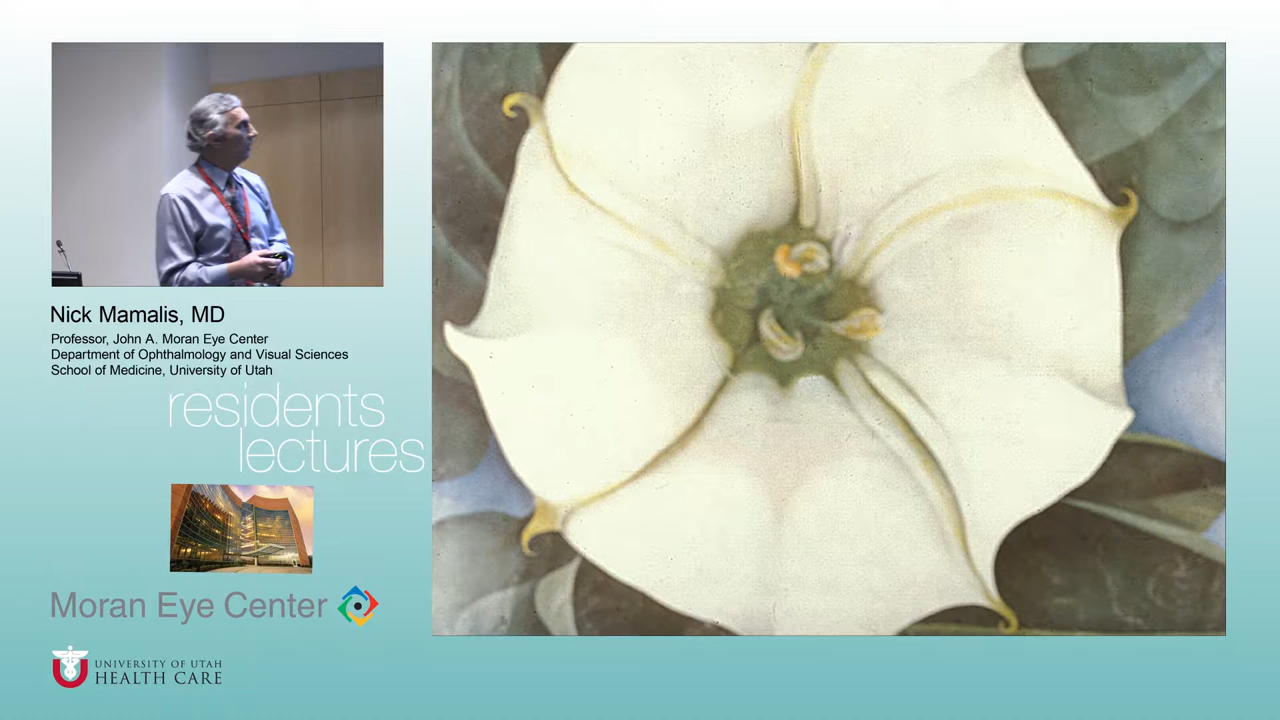 Nick Mamalis, MD
Professor, John A. Moran Eye Center
Department of Ophthalmology and Visual Sciences
School of Medicine, University of Utah
residents
lectures
Moran Eye Center
UNIVERSITY OF UTAH
HEALTH CARE